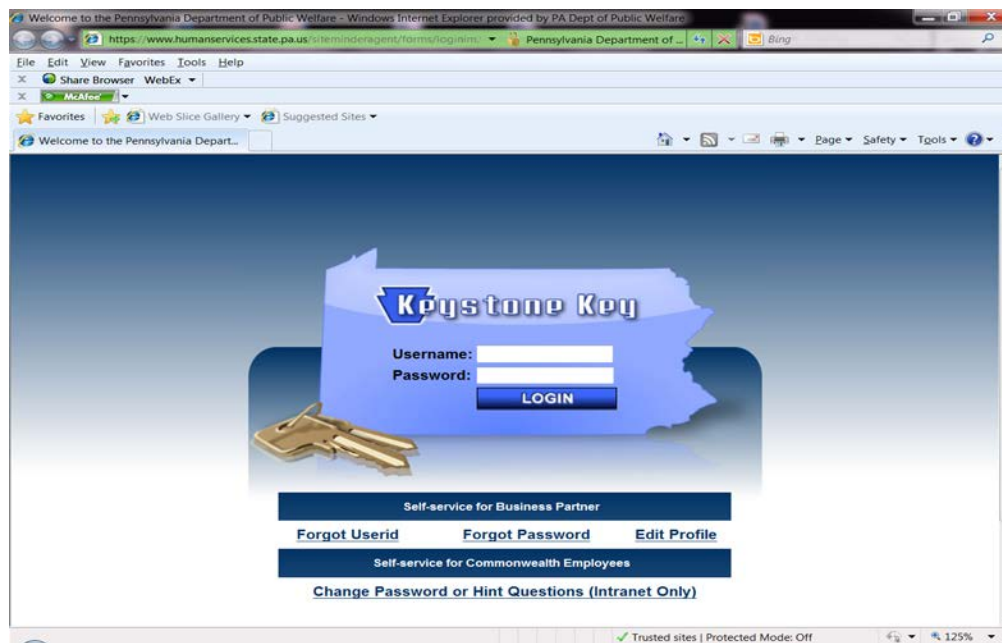 Welcome to the Pennsylvania Department of Public Welfare - Windows Internet Explorer provided by PA Dept of Public Welfare
https://www.humanservices.state.pa.us/siteminderagent/forms/loginim. Pennsylvania Department of ... Bing
File Edit View Favorites Tools Help
X Share Browser WebEx
X McAfee
Favorites Web Slice Gallery Suggested Sites
Welcome to the Pennsylvania Depart... Page Safety Tools
Keystone Key
Username:
Password:
LOGIN
Self-service for Business Partner
Forgot Userid Forgot Password Edit Profile
Self-service for Commonwealth Employees
Change Password or Hint Questions (Intranet Only)
Trusted sites | Protected Mode: Off 125%